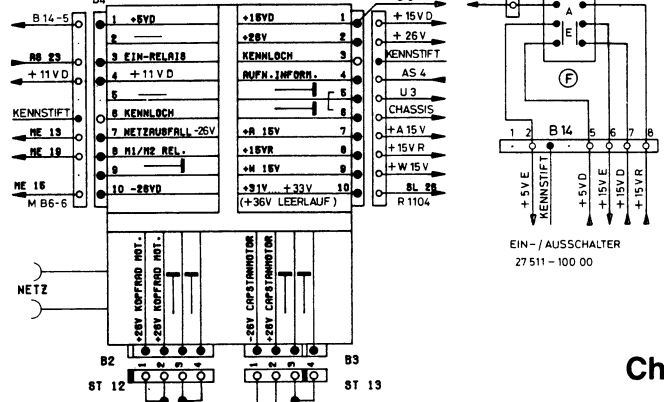 B4
B 14-5
1 +5VD
+15VD 1
+ 15 V D
2
+26V 2
+ 26 V
AS 23
3 EIN-RELAIS
KENNLOCH 3
KENNSTIFT
+ 11 V D
4 + 11 V D
AUFN.INFORM. 4
AS 4
5
5
U 3
KENNSTIFT
6 KENNLOCH
6
CHASSIS
ME 13
7 NETZAUSFALL -26V
+A 15V 7
+ A 15 V
ME 19
8 M1/M2 REL.
+15VR 8
+ 15 V R
9
+W 15V 9
+ W 15 V
ME 15
10 -26VD
+31V ... + 33V 10
SL 26
M B6-6
(+36V LEERLAUF)
R 1104
NETZ
+26V KOPFRAD MOT.
+26V KOPFRAD MOT.
-26V CAPSTANMOTOR
+26V CAPSTANMOTOR
B2
1 2 3 4
ST 12
B3
1 2 3 4
ST 13
A
E
F
1 2 B 14 5 6 7 8
+ 5 V E
KENNSTIFT
+ 5 V D
+ 15 V E
+ 15 V D
+ 15 V R
EIN - / AUSSCHALTER
27 511 - 100 00
Ch